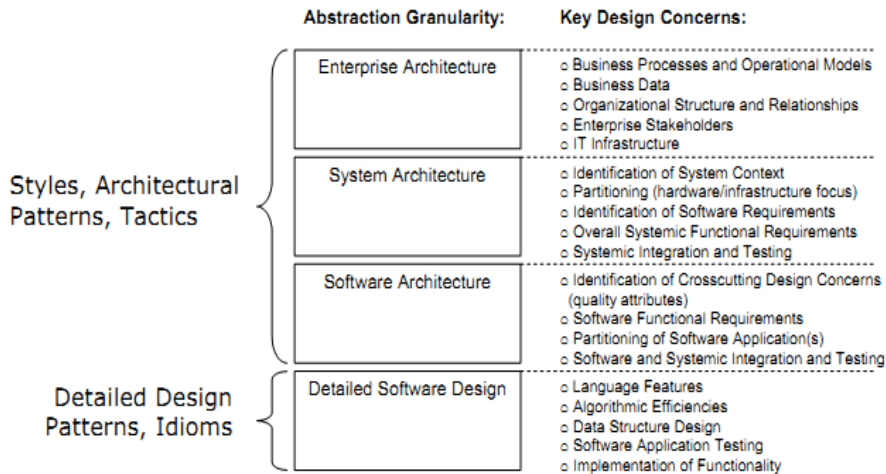 Abstraction Granularity:
Key Design Concerns:
Styles, Architectural
Patterns, Tactics
Enterprise Architecture
o Business Processes and Operational Models
o Business Data
o Organizational Structure and Relationships
o Enterprise Stakeholders
o IT Infrastructure
System Architecture
o Identification of System Context
o Partitioning (hardware/infrastructure focus)
o Identification of Software Requirements
o Overall Systemic Functional Requirements
o Systemic Integration and Testing
Software Architecture
o Identification of Crosscutting Design Concerns
(quality attributes)
o Software Functional Requirements
o Partitioning of Software Application(s)
o Software and Systemic Integration and Testing
Detailed Design
Patterns, Idioms
Detailed Software Design
o Language Features
o Algorithmic Efficiencies
o Data Structure Design
o Software Application Testing
o Implementation of Functionality